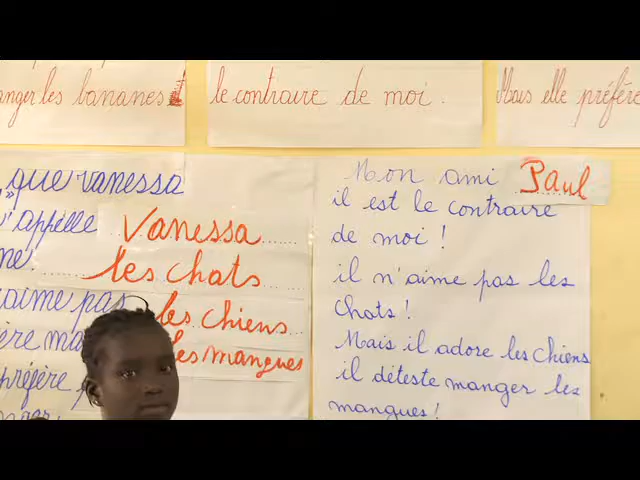 anger les bananes
le contraire de moi.
Mais elle préfère
que vanessa
'appelle Vanessa
les chats
aime pas les chiens
les mangues
préfère
Mon ami Paul
il est le contraire
de moi !
il n'aime pas les
chats !
Mais il adore les chiens
il déteste manger les
mangues !